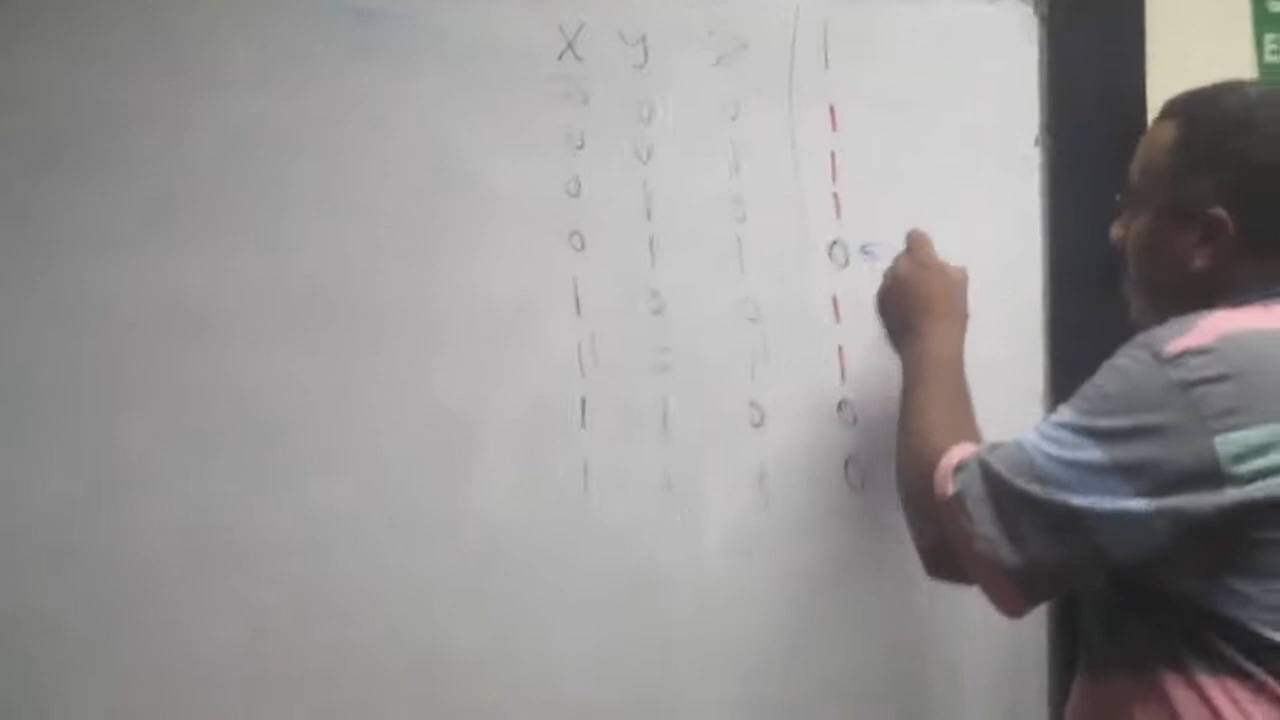 X Y Z | 1
0 0 0 1
0 0 1 1
0 1 0 1
0 1 1 0
1 0 0 1
1 1
1 1 0 0
1 1 1 0
E